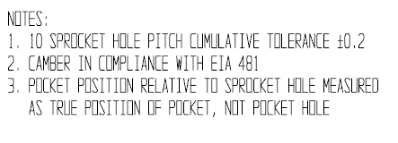 NOTES:
1. 10 SPROCKET HOLE PITCH CUMULATIVE TOLERANCE ±0.2
2. CAMBER IN COMPLIANCE WITH EIA 481
3. POCKET POSITION RELATIVE TO SPROCKET HOLE MEASURED
AS TRUE POSITION OF POCKET, NOT POCKET HOLE